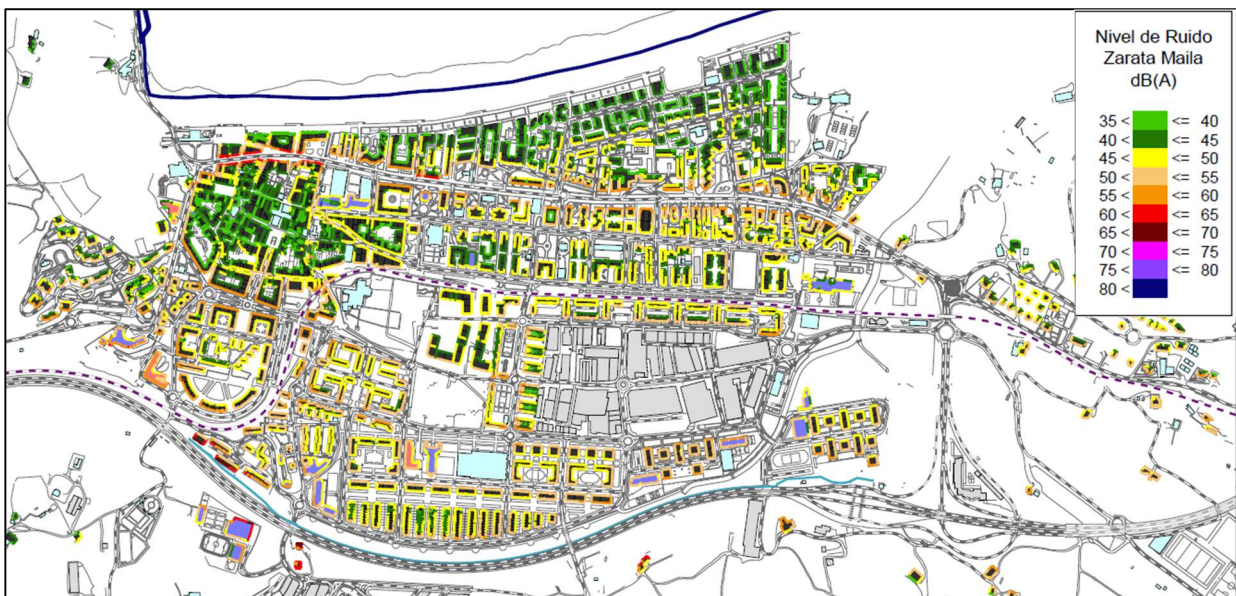 Nivel de Ruido
Zarata Maila
dB(A)
35 < <= 40
40 < <= 45
45 < <= 50
50 < <= 55
55 < <= 60
60 < <= 65
65 < <= 70
70 < <= 75
75 < <= 80
80 <